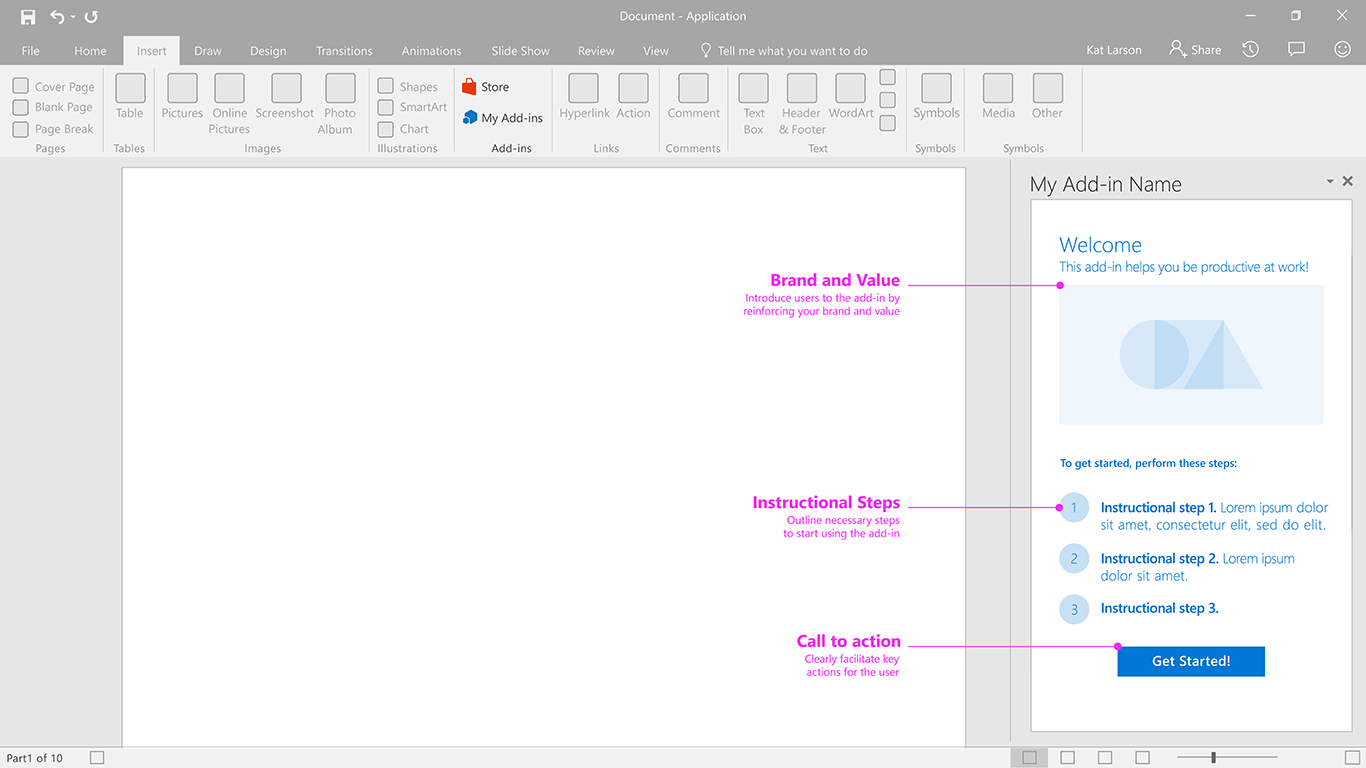 Document - Application
File Home Insert Draw Design Transitions Animations Slide Show Review View Tell me what you want to do Kat Larson Share
Cover Page
Blank Page
Page Break
Pages
Table
Tables
Pictures
Online
Pictures
Screenshot
Photo
Album
Images
Shapes
SmartArt
Chart
Illustrations
Store
My Add-ins
Add-ins
Hyperlink
Action
Links
Comment
Comments
Text
Box
Header
& Footer
WordArt
Text
Symbols
Symbols
Media
Other
Symbols
Brand and Value
Introduce users to the add-in by
reinforcing your brand and value
Instructional Steps
Outline necessary steps
to start using the add-in
Call to action
Clearly facilitate key
actions for the user
My Add-in Name
Welcome
This add-in helps you be productive at work!
To get started, perform these steps:
1 Instructional step 1. Lorem ipsum dolor
sit amet, consectetur elit, sed do elit.
2 Instructional step 2. Lorem ipsum
dolor sit amet.
3 Instructional step 3.
Get Started!
Part1 of 10